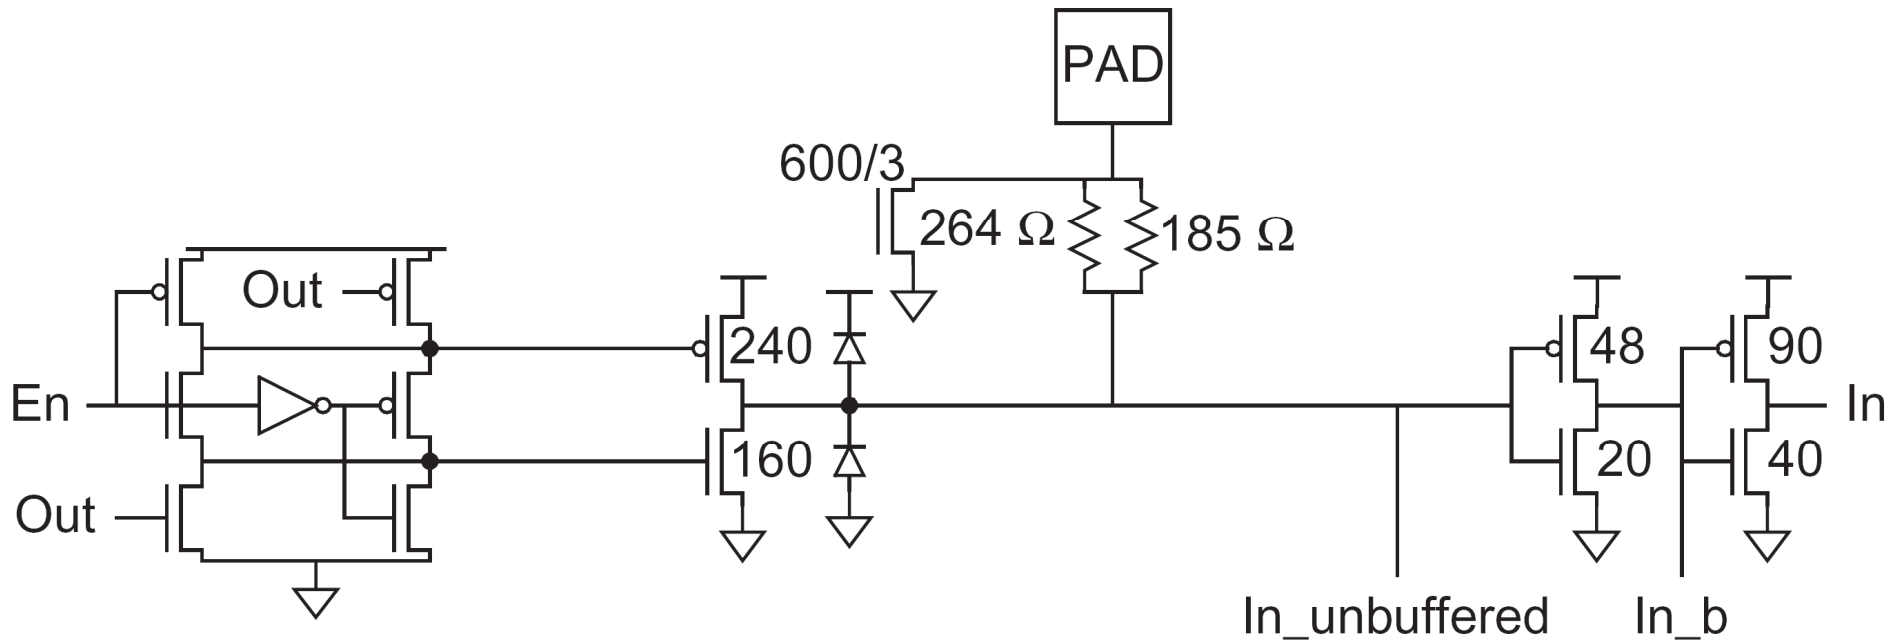 PAD
600/3
264 Ω
185 Ω
Out
240
48
90
En
In
160
20
40
Out
In_unbuffered
In_b